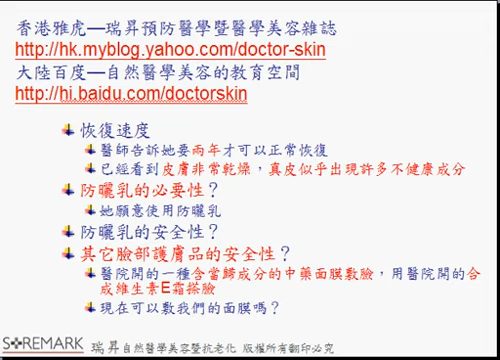 香港雅虎—瑞昇預防醫學暨醫學美容雜誌
http://hk.myblog.yahoo.com/doctor-skin
大陸百度—自然醫學美容的教育空間
http://hi.baidu.com/doctorskin
恢復速度
醫師告訴她要兩年才可以正常恢復
已經看到皮膚非常乾燥，真皮似乎出現許多不健康成分
防曬乳的必要性？
她願意使用防曬乳
防曬乳的安全性？
其它臉部護膚品的安全性？
醫院開的一種含當歸成分的中藥面膜敷臉，用醫院開的合
成維生素E霜搽臉
現在可以敷我們的面膜嗎？
SREMARK 瑞昇自然醫學美容暨抗老化 版權所有翻印必究